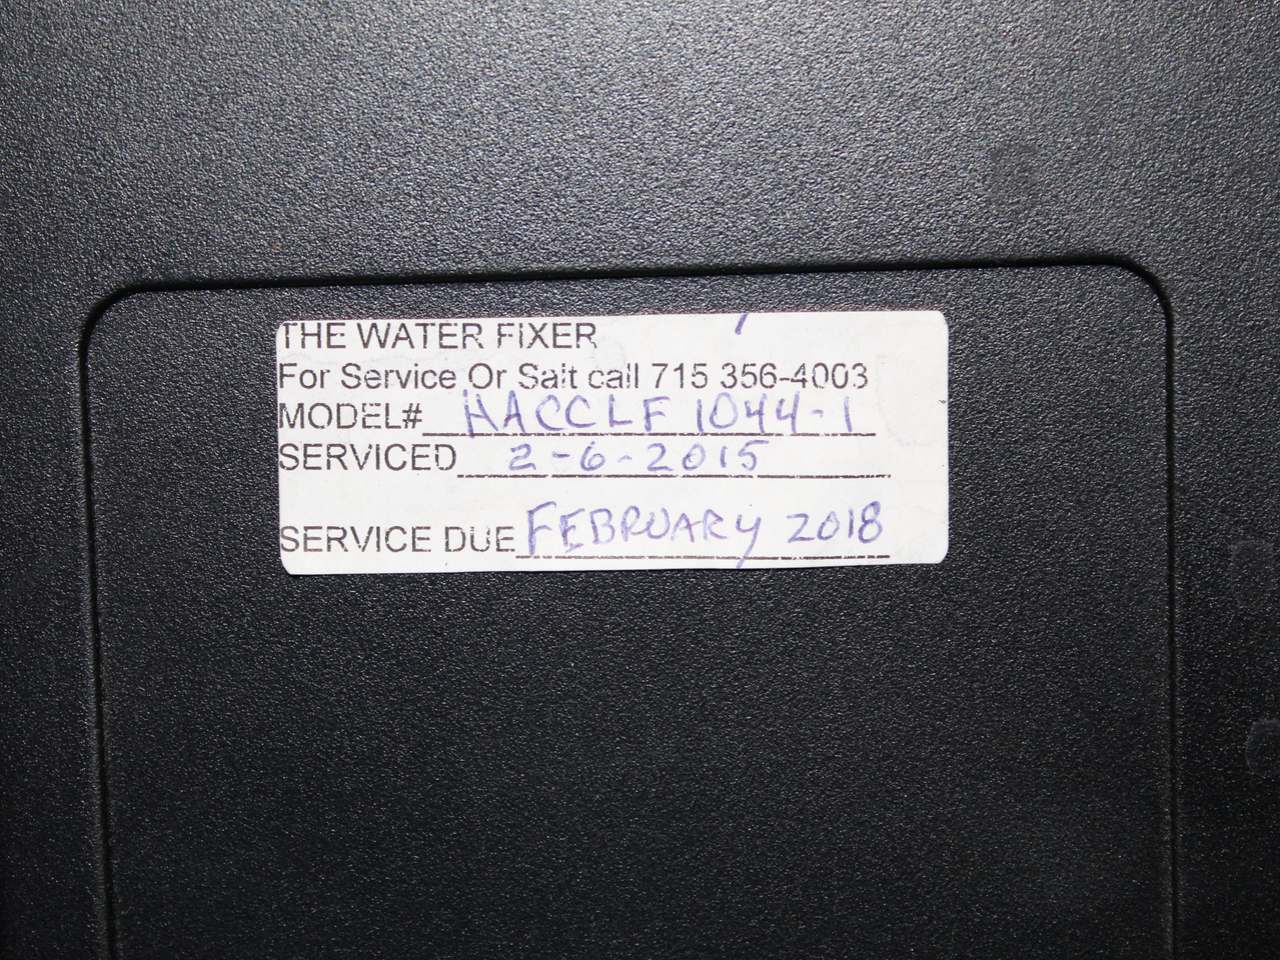 THE WATER FIXER
For Service Or Salt call 715 356-4003
MODEL# HACCLF 1044-1
SERVICED 2-6-2015
SERVICE DUE FEBRUARY 2018